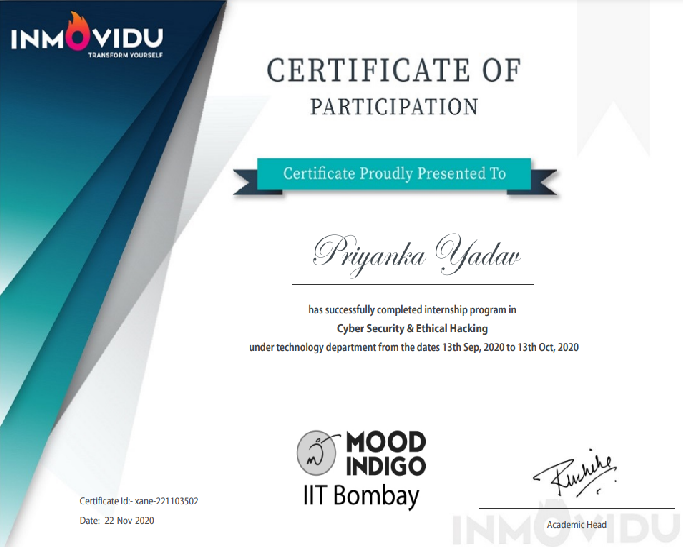 INMOVIDU
TRANSFORM YOURSELF
CERTIFICATE OF
PARTICIPATION
Certificate Proudly Presented To
Priyanka Yadav
has successfully completed internship program in
Cyber Security & Ethical Hacking
under technology department from the dates 13th Sep, 2020 to 13th Oct, 2020
MOOD
INDIGO
IIT Bombay
Certificate Id:- xane-221103502
Date: 22 Nov 2020
Academic Head
INMOVIDU